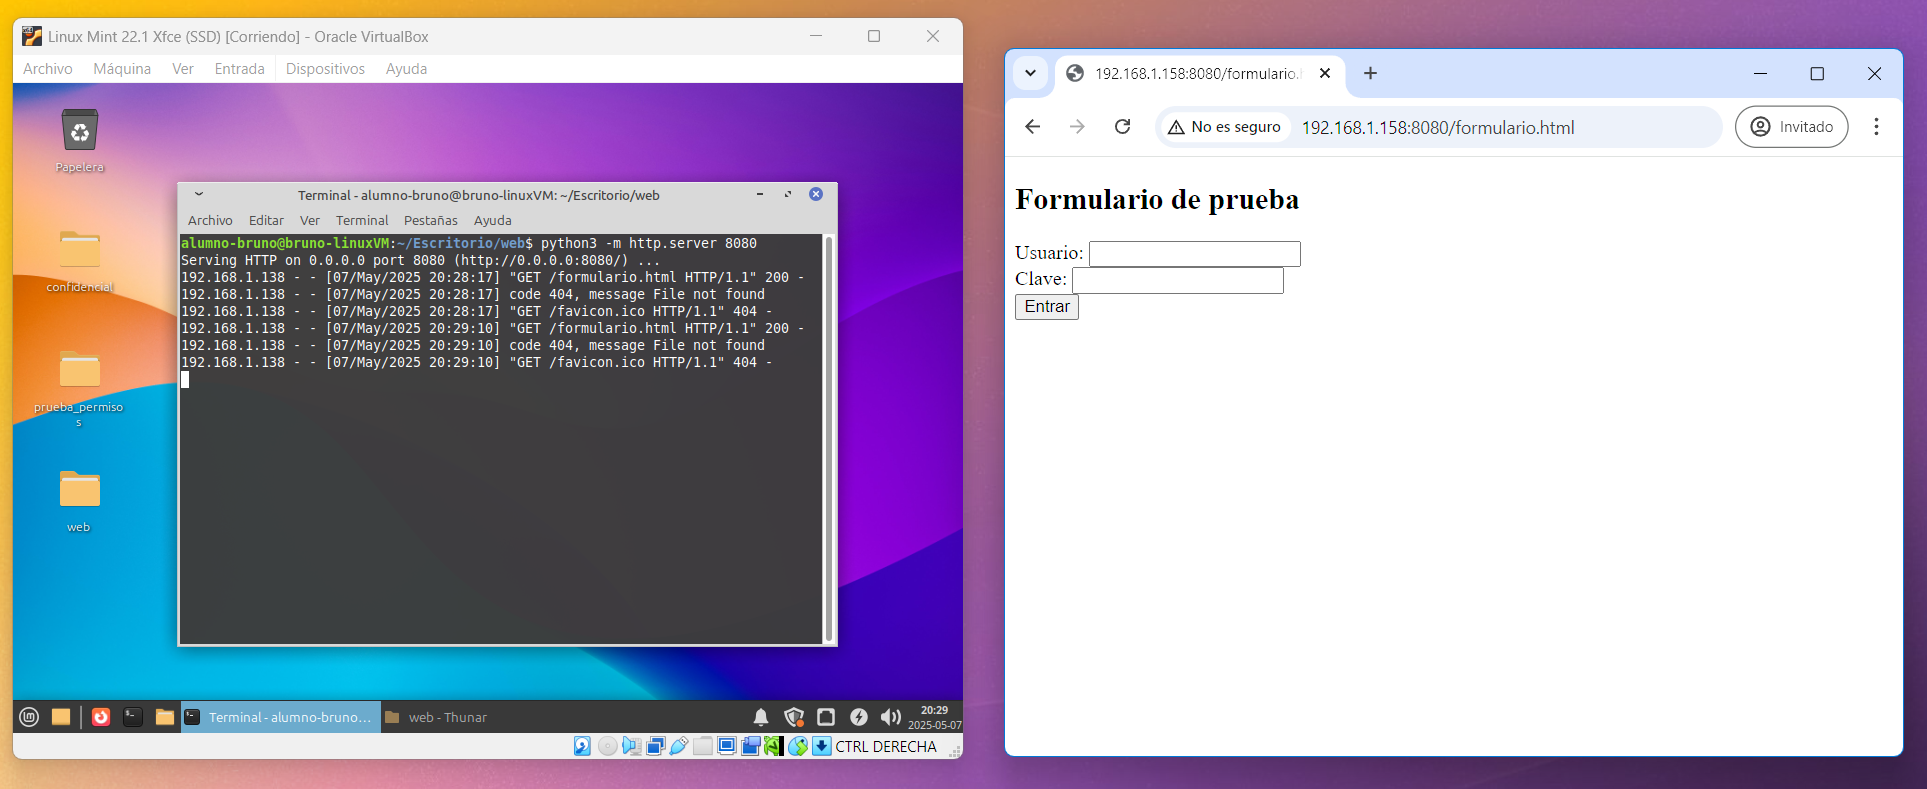 Linux Mint 22.1 Xfce (SSD) [Corriendo] - Oracle VirtualBox
Archivo Máquina Ver Entrada Dispositivos Ayuda
Papelera
confidencial
prueba_permiso
s
web
Terminal - alumno-bruno@bruno-linuxVM: ~/Escritorio/web
Archivo Editar Ver Terminal Pestañas Ayuda
alumno-bruno@bruno-linuxVM:~/Escritorio/web$ python3 -m http.server 8080
Serving HTTP on 0.0.0.0 port 8080 (http://0.0.0.0:8080/) ...
192.168.1.138 - - [07/May/2025 20:28:17] "GET /formulario.html HTTP/1.1" 200 -
192.168.1.138 - - [07/May/2025 20:28:17] code 404, message File not found
192.168.1.138 - - [07/May/2025 20:28:17] "GET /favicon.ico HTTP/1.1" 404 -
192.168.1.138 - - [07/May/2025 20:29:10] "GET /formulario.html HTTP/1.1" 200 -
192.168.1.138 - - [07/May/2025 20:29:10] code 404, message File not found
192.168.1.138 - - [07/May/2025 20:29:10] "GET /favicon.ico HTTP/1.1" 404 -
Terminal - alumno-bruno...
web - Thunar
20:29
2025-05-07
CTRL DERECHA
192.168.1.158:8080/formulario.h
No es seguro 192.168.1.158:8080/formulario.html
Invitado
Formulario de prueba
Usuario:
Clave:
Entrar